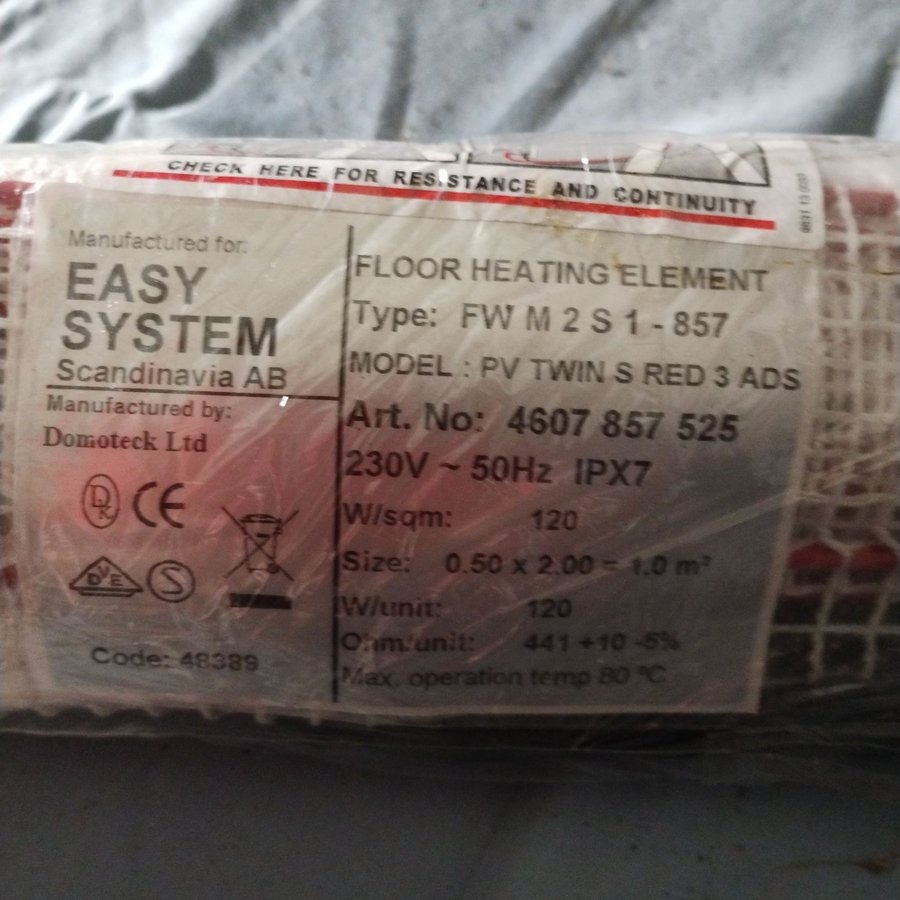 CHECK HERE FOR RESISTANCE AND CONTINUITY
Manufactured for:
EASY
SYSTEM
Scandinavia AB
Manufactured by:
Domoteck Ltd
CE
DVE
S
Code: 48389
FLOOR HEATING ELEMENT
Type: FW M 2 S 1 - 857
MODEL : PV TWIN S RED 3 ADS
Art. No: 4607 857 525
230V ~ 50Hz IPX7
W/sqm: 120
Size: 0.50 x 2.00 = 1.0 m²
W/unit: 120
Ohm/unit: 441 +10 -5%
Max. operation temp 80 °C